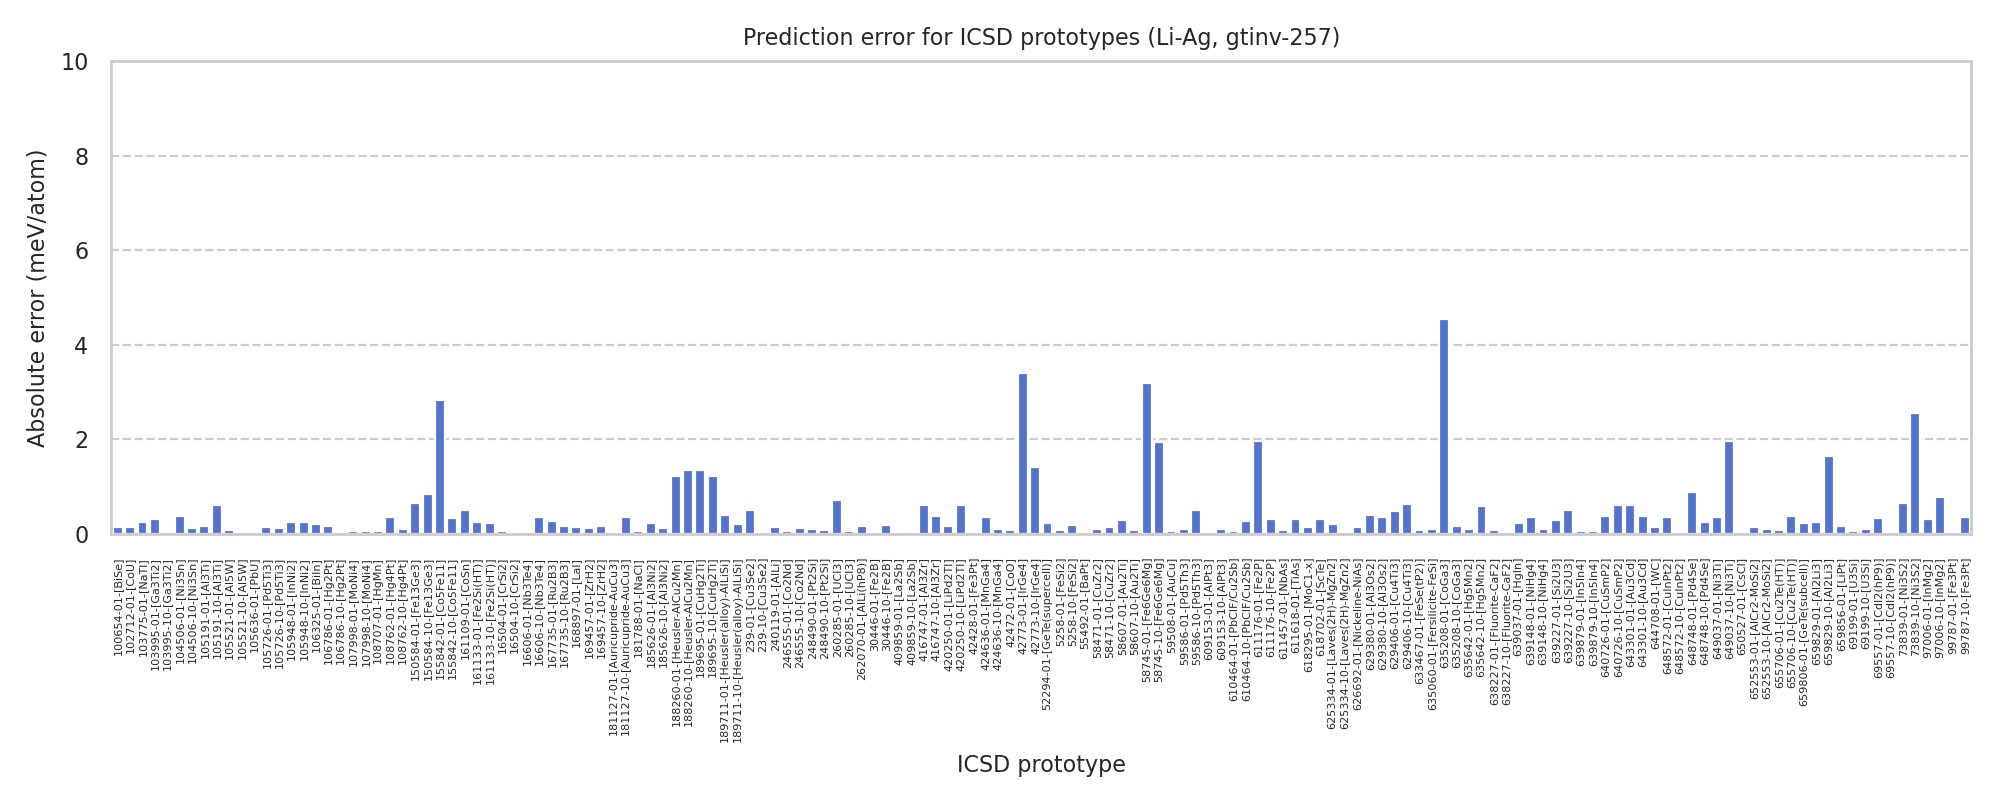 Prediction error for ICSD prototypes (Li-Ag, gtinv-257)
Absolute error (meV/atom)
10
8
6
4
2
0
100654-01-[BiSe]
102712-01-[CoU]
103775-01-[NaTl]
103995-01-[Ga3Ti2]
103995-10-[Ga3Ti2]
104506-01-[Ni3Sn]
104506-10-[Ni3Sn]
105191-01-[Al3Ti]
105191-10-[Al3Ti]
105521-01-[Al5W]
105521-10-[Al5W]
105636-01-[PbU]
105726-01-[Pd5Ti3]
105726-10-[Pd5Ti3]
105948-01-[InNi2]
105948-10-[InNi2]
106325-01-[BiIn]
106786-01-[Hg2Pt]
106786-10-[Hg2Pt]
107998-01-[MoNi4]
107998-10-[MoNi4]
108707-01-[HgMn]
108762-01-[Hg4Pt]
108762-10-[Hg4Pt]
150584-01-[Fe13Ge3]
150584-10-[Fe13Ge3]
155842-01-[Co5Fe11]
155842-10-[Co5Fe11]
161109-01-[CoSn]
161133-01-[Fe2Si(HT)]
161133-10-[Fe2Si(HT)]
16504-01-[CrSi2]
16504-10-[CrSi2]
16606-01-[Nb3Te4]
16606-10-[Nb3Te4]
167735-01-[Ru2B3]
167735-10-[Ru2B3]
168897-01-[LaI]
169457-01-[ZrH2]
169457-10-[ZrH2]
181127-01-[Auricupride-AuCu3]
181127-10-[Auricupride-AuCu3]
181788-01-[NaCl]
185626-01-[Al3Ni2]
185626-10-[Al3Ni2]
188260-01-[Heusler-AlCu2Mn]
188260-10-[Heusler-AlCu2Mn]
189695-01-[CuHg2Ti]
189695-10-[CuHg2Ti]
189711-01-[Heusler(alloy)-AlLiSi]
189711-10-[Heusler(alloy)-AlLiSi]
239-01-[Cu3Se2]
239-10-[Cu3Se2]
240119-01-[AlLi]
246555-01-[Co2Nd]
246555-10-[Co2Nd]
248490-01-[Pt2Si]
248490-10-[Pt2Si]
260285-01-[UCl3]
260285-10-[UCl3]
262070-01-[AlLi(hP8)]
30446-01-[Fe2B]
30446-10-[Fe2B]
409859-01-[La2Sb]
409859-10-[La2Sb]
416747-01-[Al3Zr]
416747-10-[Al3Zr]
420250-01-[LiPd2Tl]
420250-10-[LiPd2Tl]
42428-01-[Fe3Pt]
424636-01-[MnGa4]
424636-10-[MnGa4]
42472-01-[CoO]
42773-01-[IrGe4]
42773-10-[IrGe4]
52294-01-[GeTe(supercell)]
5258-01-[FeSi2]
5258-10-[FeSi2]
55492-01-[BaPt]
58471-01-[CuZr2]
58471-10-[CuZr2]
58607-01-[Au2Ti]
58607-10-[Au2Ti]
58745-01-[Fe6Ge6Mg]
58745-10-[Fe6Ge6Mg]
59508-01-[AuCu]
59586-01-[Pd5Th3]
59586-10-[Pd5Th3]
609153-01-[AlPt3]
609153-10-[AlPt3]
610464-01-[PbClF/Cu2Sb]
610464-10-[PbClF/Cu2Sb]
611176-01-[Fe2P]
611176-10-[Fe2P]
611457-01-[NbAs]
611618-01-[TiAs]
618295-01-[MoC1-x]
618702-01-[ScTe]
625334-01-[Laves(2H)-MgZn2]
625334-10-[Laves(2H)-MgZn2]
626692-01-[Nickeline-NiAs]
629380-01-[Al3Os2]
629380-10-[Al3Os2]
629406-01-[Cu4Ti3]
629406-10-[Cu4Ti3]
633467-01-[FeSe(tP2)]
635060-01-[Fersilicite-FeSi]
635208-01-[CoGa3]
635208-10-[CoGa3]
635642-01-[Hg5Mn2]
635642-10-[Hg5Mn2]
638227-01-[Fluorite-CaF2]
638227-10-[Fluorite-CaF2]
639037-01-[HgIn]
639148-01-[NiHg4]
639148-10-[NiHg4]
639227-01-[Si2U3]
639227-10-[Si2U3]
639879-01-[In5In4]
639879-10-[In5In4]
640726-01-[CuSmP2]
640726-10-[CuSmP2]
643301-01-[Au3Cd]
643301-10-[Au3Cd]
644708-01-[WC]
648572-01-[CuInPt2]
648572-10-[CuInPt2]
648748-01-[Pd4Se]
648748-10-[Pd4Se]
649037-01-[Ni3Ti]
649037-10-[Ni3Ti]
650527-01-[CsCl]
652553-01-[AlCr2-MoSi2]
652553-10-[AlCr2-MoSi2]
655706-01-[Cu2Te(HT)]
655706-10-[Cu2Te(HT)]
659806-01-[GeTe(subcell)]
659829-01-[Al2Li3]
659829-10-[Al2Li3]
659856-01-[LiPt]
69199-01-[U3Si]
69199-10-[U3Si]
69557-01-[CdI2(hP9)]
69557-10-[CdI2(hP9)]
73839-01-[Ni3S2]
73839-10-[Ni3S2]
97006-01-[InMg2]
97006-10-[InMg2]
99787-01-[Fe3Pt]
99787-10-[Fe3Pt]
ICSD prototype